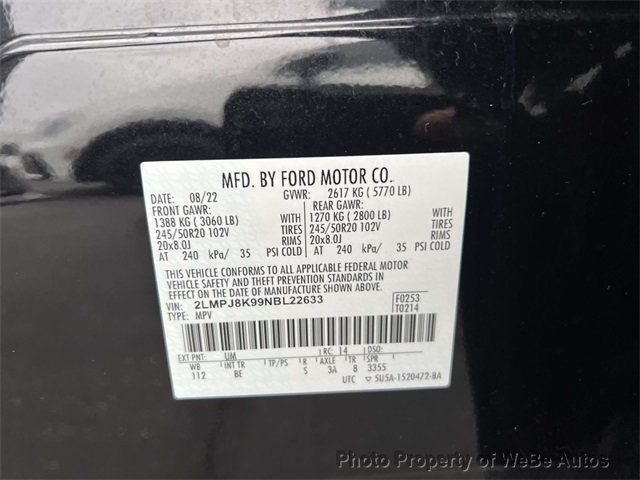 MFD. BY FORD MOTOR CO.
DATE: 08/22 GVWR: 2617 KG ( 5770 LB)
FRONT GAWR: REAR GAWR:
1388 KG ( 3060 LB) WITH 1270 KG ( 2800 LB) WITH
245/50R20 102V TIRES 245/50R20 102V TIRES
20x8.0J RIMS 20x8.0J RIMS
AT 240 kPa/ 35 PSI COLD AT 240 kPa/ 35 PSI COLD
THIS VEHICLE CONFORMS TO ALL APPLICABLE FEDERAL MOTOR
VEHICLE SAFETY AND THEFT PREVENTION STANDARDS IN
EFFECT ON THE DATE OF MANUFACTURE SHOWN ABOVE.
VIN: 2LMPJ8K99NBL22633 F0253
TYPE: MPV T0214
EXT PNT: UM RC: 14 DSO:
WB INT TR TP/PS R AXLE TR SPR
112 BE S 3A 8 3355
UTC 5U5A-1520472-BA
Photo Property of WeBe Autos